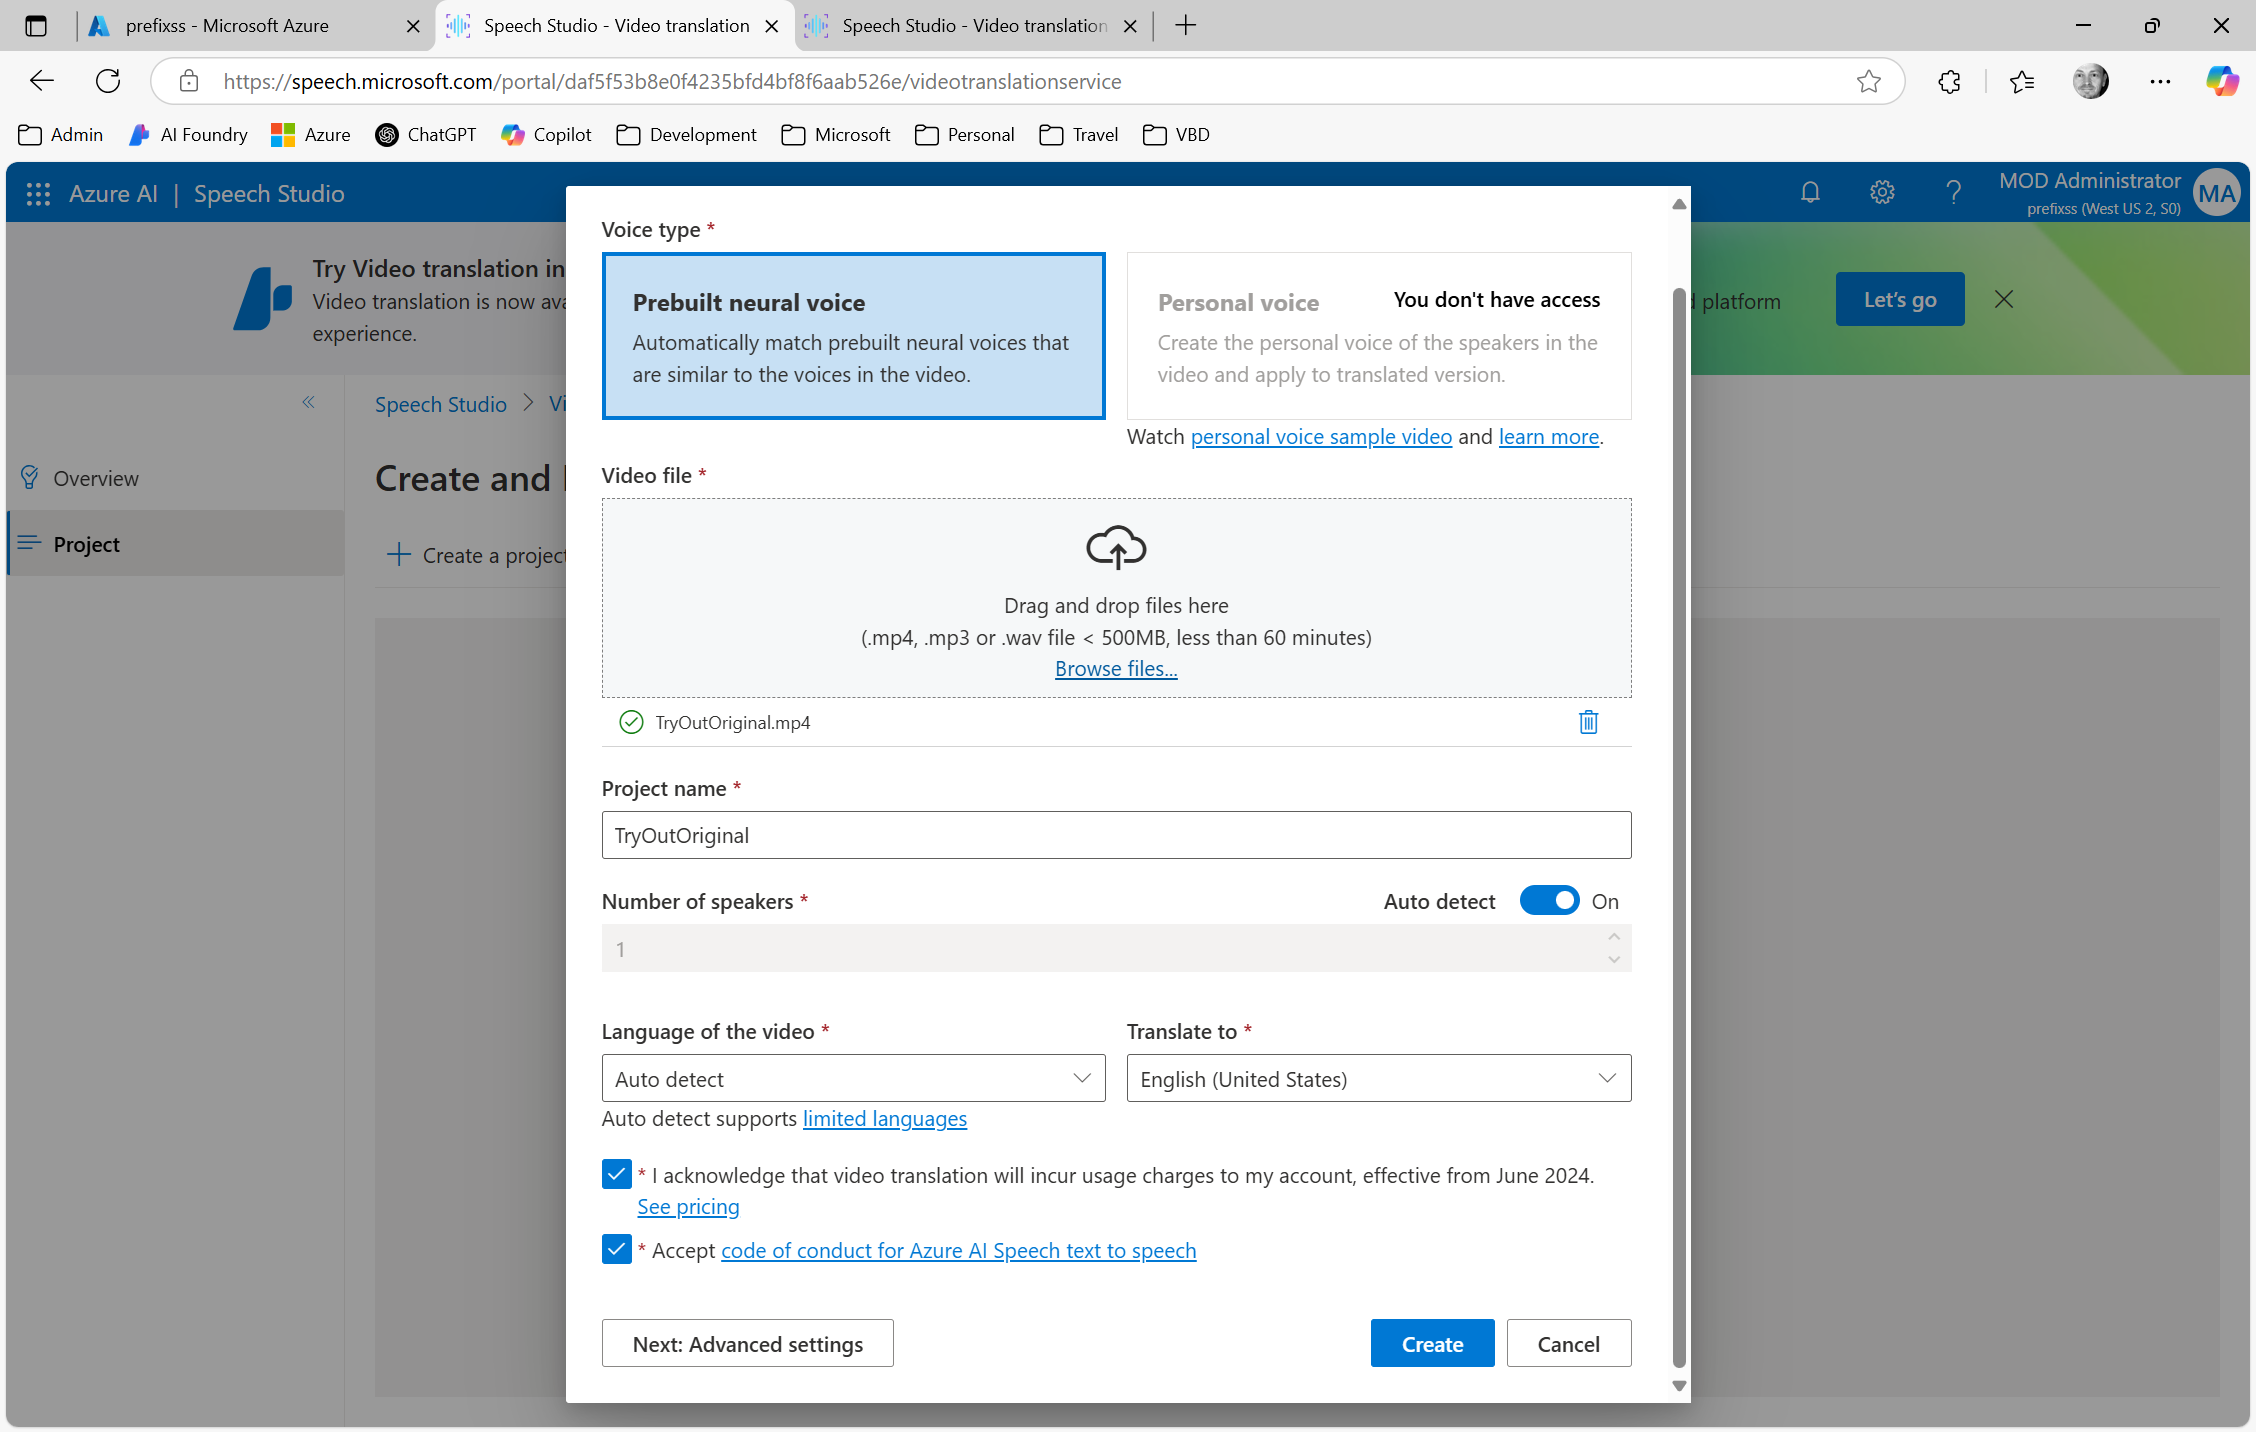 prefixss - Microsoft Azure
Speech Studio - Video translation
Speech Studio - Video translation
https://speech.microsoft.com/portal/daf5f53b8e0f4235bfd4bf8f6aab526e/videotranslationservice
Admin
AI Foundry
Azure
ChatGPT
Copilot
Development
Microsoft
Personal
Travel
VBD
Azure AI | Speech Studio
MOD Administrator
prefixss (West US 2, S0)
MA
Try Video translation in
Video translation is now ava
experience.
platform
Let's go
Overview
Project
Speech Studio > Vi
Create and
Create a project
Voice type *
Prebuilt neural voice
Automatically match prebuilt neural voices that
are similar to the voices in the video.
Personal voice
You don't have access
Create the personal voice of the speakers in the
video and apply to translated version.
Watch personal voice sample video and learn more.
Video file *
Drag and drop files here
(.mp4, .mp3 or .wav file < 500MB, less than 60 minutes)
Browse files...
TryOutOriginal.mp4
Project name *
TryOutOriginal
Number of speakers *
Auto detect
On
1
Language of the video *
Auto detect
Auto detect supports limited languages
Translate to *
English (United States)
* I acknowledge that video translation will incur usage charges to my account, effective from June 2024.
See pricing
* Accept code of conduct for Azure AI Speech text to speech
Next: Advanced settings
Create
Cancel